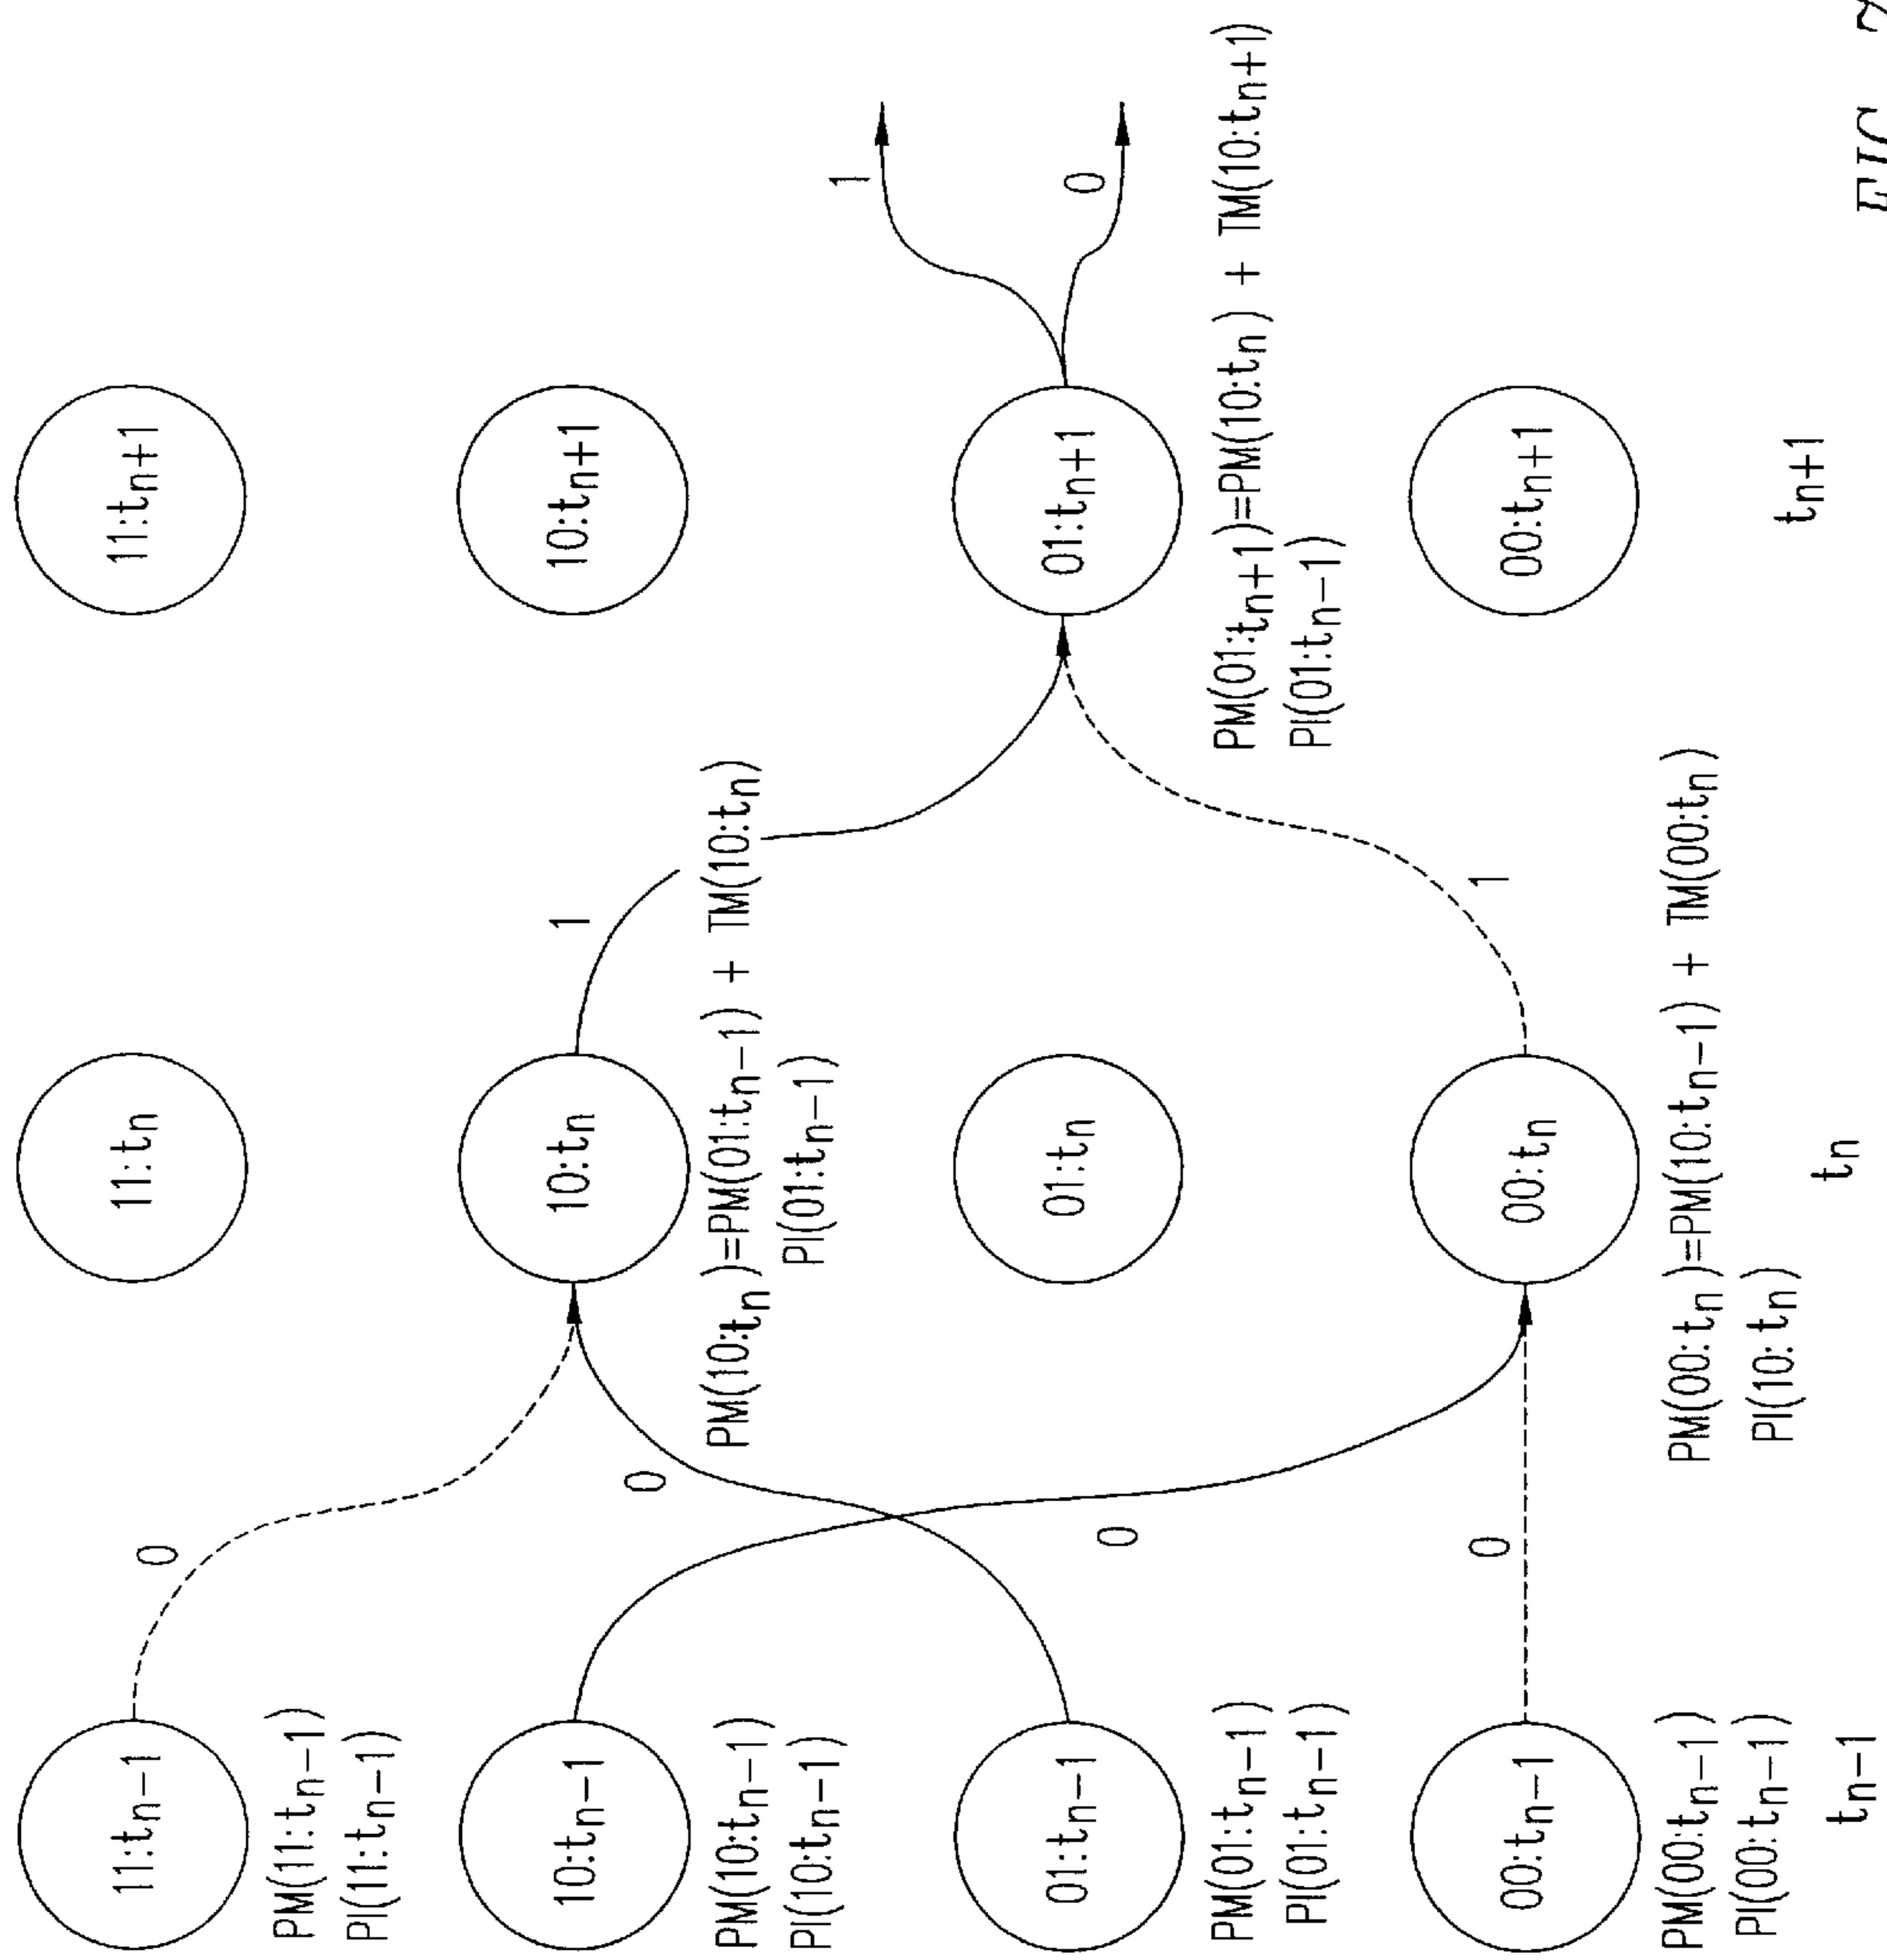 11:tn−1
11:tn
11:tn+1
0
PM(11:tn−1)
PI(11:tn−1)
10:tn−1
10:tn
10:tn+1
1
0
PM(10:tn−1)
PI(10:tn−1)
PM(10:tn)=PM(01:tn−1) + TM(10:tn)
PI(01:tn−1)
1
01:tn−1
01:tn
01:tn+1
0
0
PM(01:tn−1)
PI(01:tn−1)
PM(01:tn+1)=PM(10:tn) + TM(10:tn+1)
PI(01:tn−1)
00:tn−1
00:tn
00:tn+1
0
1
PM(00:tn−1)
PI(00:tn−1)
PM(00:tn)=PM(10:tn−1) + TM(00:tn)
PI(10:tn)
tn−1
tn
tn+1